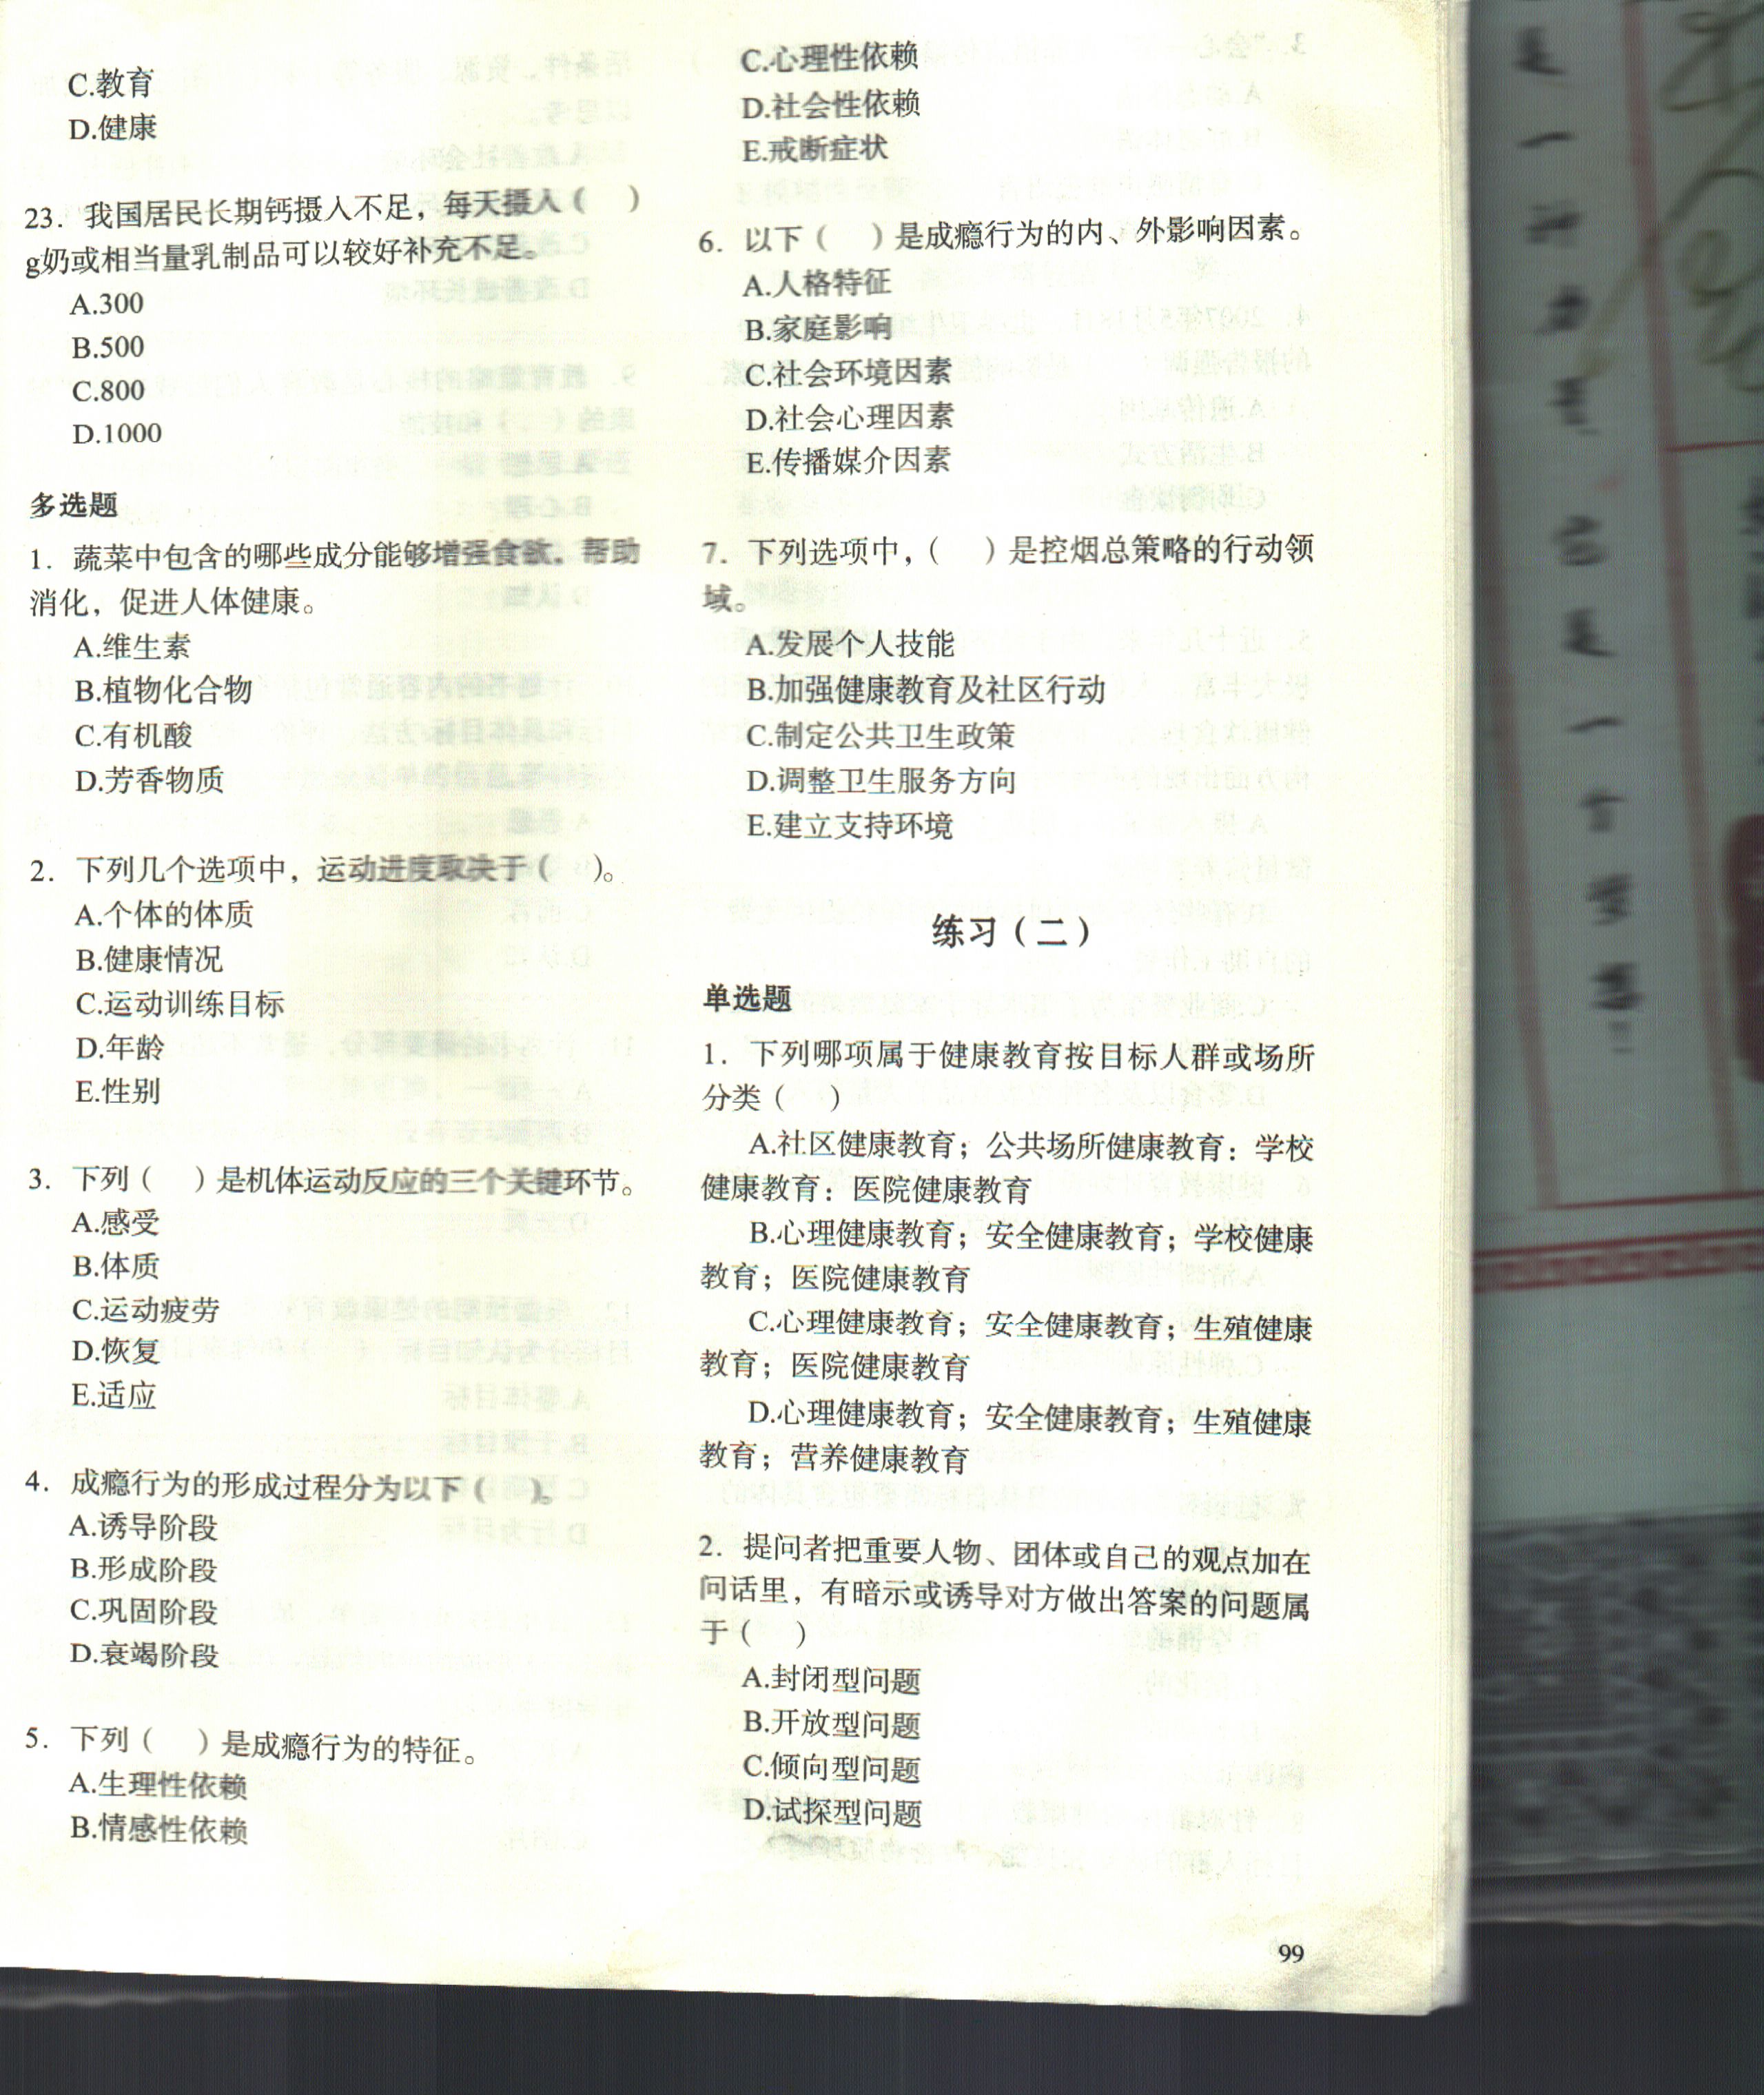 C.教育
D.健康
23. 我国居民长期钙摄人不足，每天摄人（　）
g奶或相当量乳制品可以较好补充不足。
A.300
B.500
C.800
D.1000
多选题
1. 蔬菜中包含的哪些成分能够增强食欲，帮助
消化，促进人体健康。
A.维生素
B.植物化合物
C.有机酸
D.芳香物质
2. 下列几个选项中，运动进度取决于（　）。
A.个体的体质
B.健康情况
C.运动训练目标
D.年龄
E.性别
3. 下列（　）是机体运动反应的三个关键环节。
A.感受
B.体质
C.运动疲劳
D.恢复
E.适应
4. 成瘾行为的形成过程分为以下（　）。
A.诱导阶段
B.形成阶段
C.巩固阶段
D.衰竭阶段
5. 下列（　）是成瘾行为的特征。
A.生理性依赖
B.情感性依赖
C.心理性依赖
D.社会性依赖
E.戒断症状
6. 以下（　）是成瘾行为的内、外影响因素。
A.人格特征
B.家庭影响
C.社会环境因素
D.社会心理因素
E.传播媒介因素
7. 下列选项中，（　）是控烟总策略的行动领
域。
A.发展个人技能
B.加强健康教育及社区行动
C.制定公共卫生政策
D.调整卫生服务方向
E.建立支持环境
练习（二）
单选题
1. 下列哪项属于健康教育按目标人群或场所
分类（　）
A.社区健康教育；公共场所健康教育：学校
健康教育：医院健康教育
B.心理健康教育；安全健康教育；学校健康
教育；医院健康教育
C.心理健康教育；安全健康教育；生殖健康
教育；医院健康教育
D.心理健康教育；安全健康教育；生殖健康
教育；营养健康教育
2. 提问者把重要人物、团体或自己的观点加在
问话里，有暗示或诱导对方做出答案的问题属
于（　）
A.封闭型问题
B.开放型问题
C.倾向型问题
D.试探型问题
99